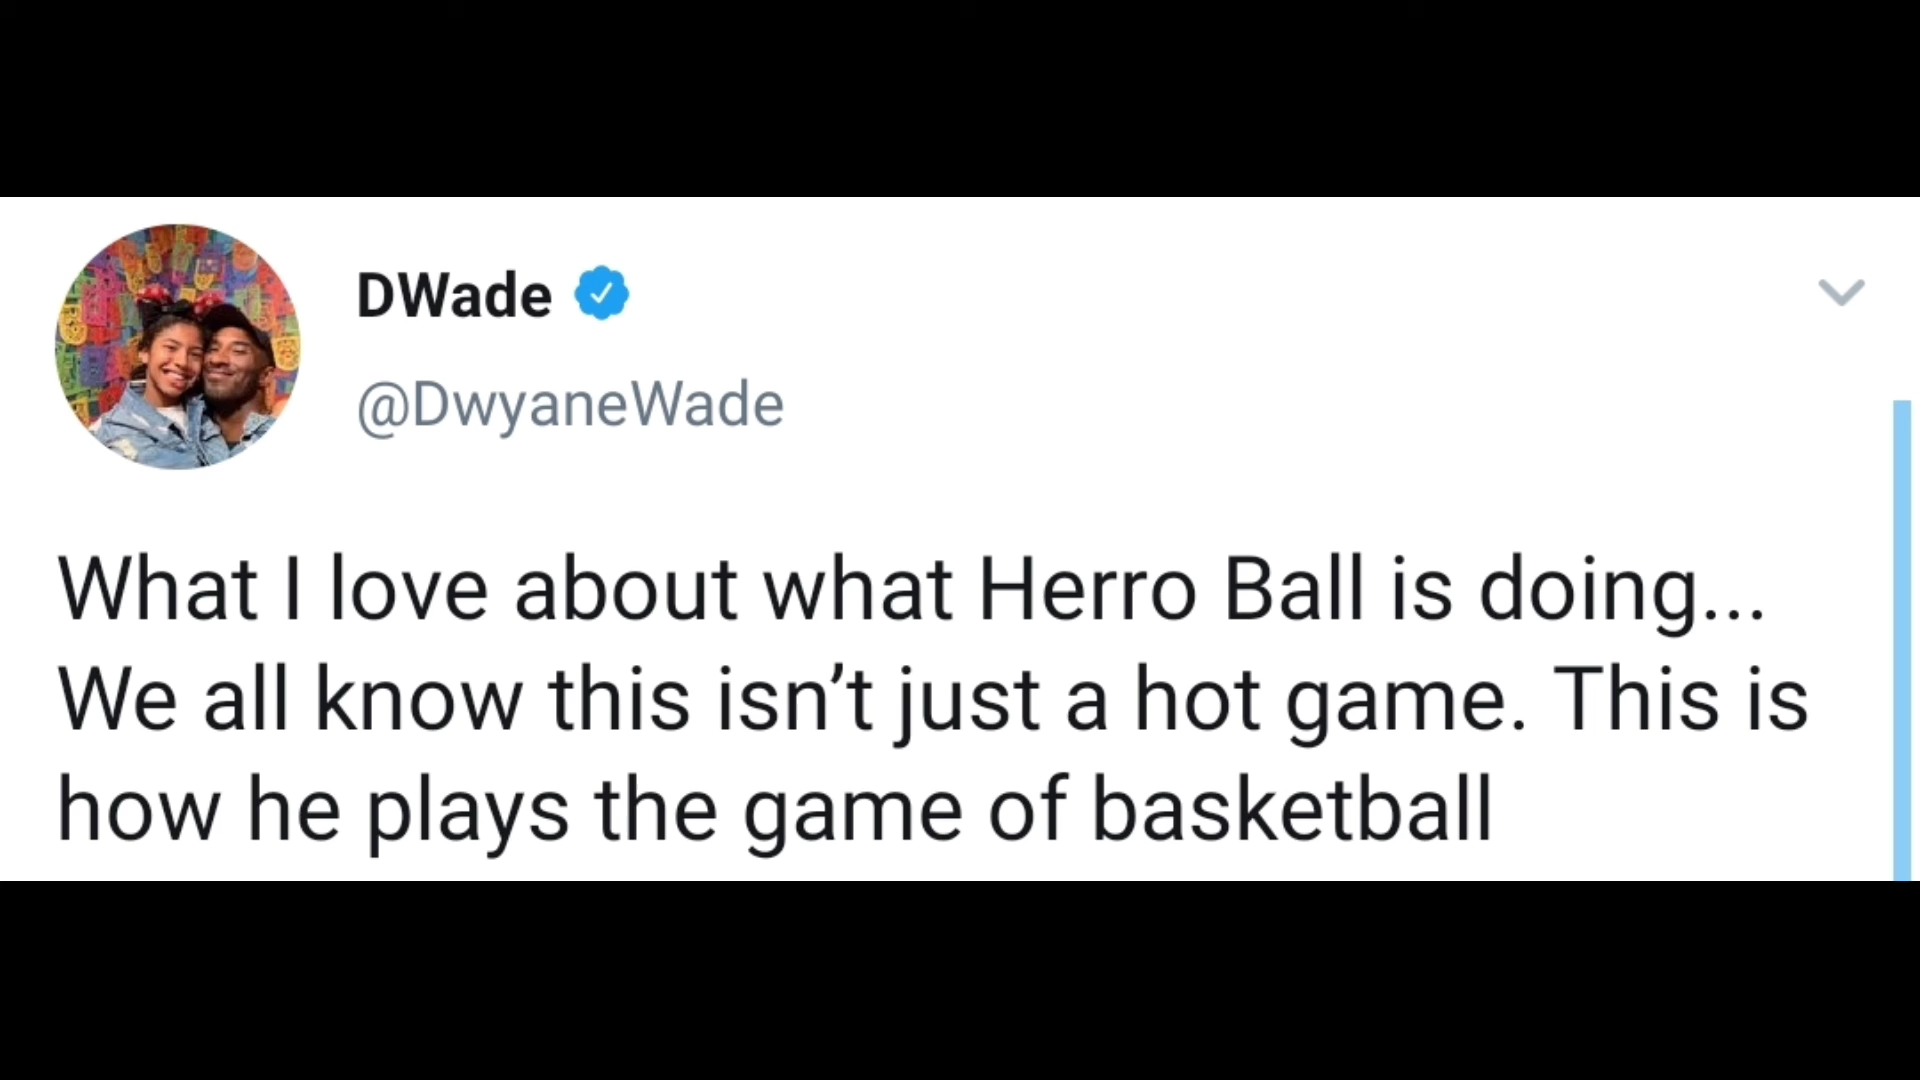 DWade
@DwyaneWade
What I love about what Herro Ball is doing...
We all know this isn’t just a hot game. This is
how he plays the game of basketball